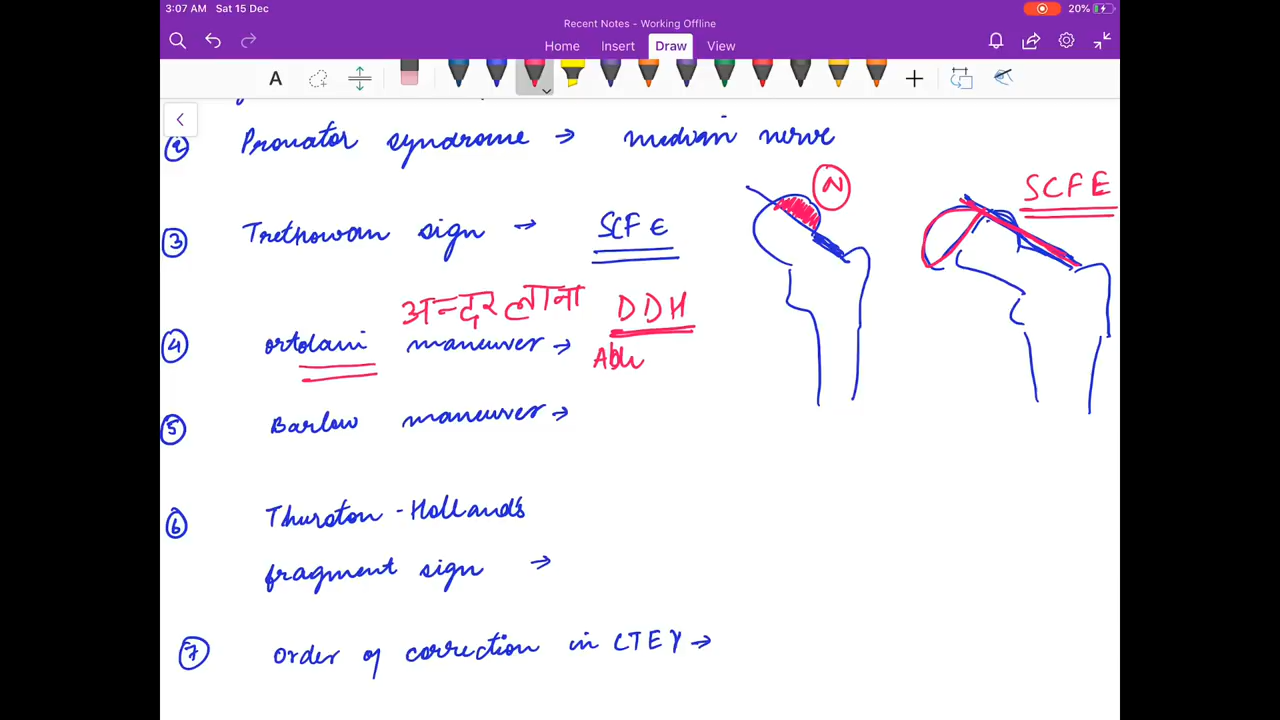 3:07 AM Sat 15 Dec
20%
Recent Notes - Working Offline
Home Insert Draw View
A
② Pronator syndrome → median nerve
N
SCFE
③ Trethowan sign → SCFE
अन्दर लाना DDH
④ ortolani maneuver →
Abd
⑤ Barlow maneuver →
⑥ Thurston - Holland's
fragment sign →
⑦ Order of correction in CTEV →